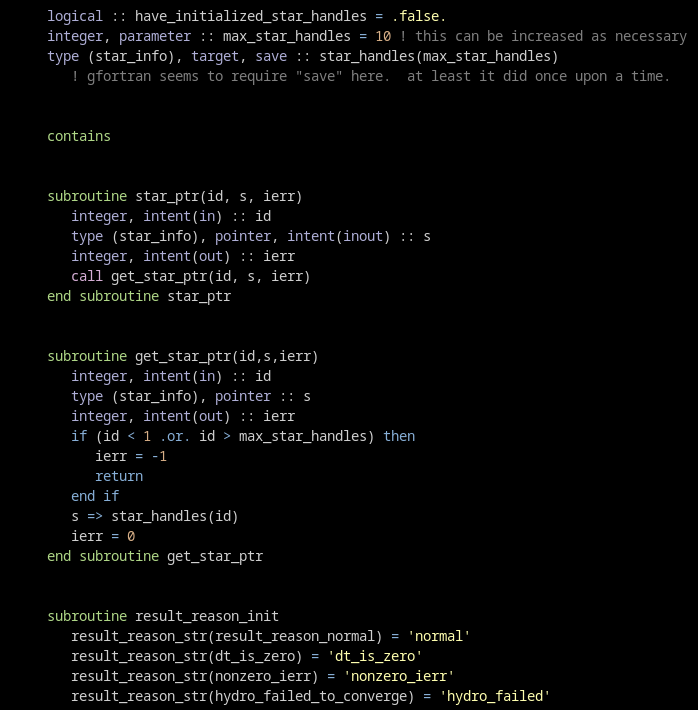 logical :: have_initialized_star_handles = .false.
integer, parameter :: max_star_handles = 10 ! this can be increased as necessary
type (star_info), target, save :: star_handles(max_star_handles)
! gfortran seems to require "save" here.  at least it did once upon a time.
contains
subroutine star_ptr(id, s, ierr)
integer, intent(in) :: id
type (star_info), pointer, intent(inout) :: s
integer, intent(out) :: ierr
call get_star_ptr(id, s, ierr)
end subroutine star_ptr
subroutine get_star_ptr(id,s,ierr)
integer, intent(in) :: id
type (star_info), pointer :: s
integer, intent(out) :: ierr
if (id < 1 .or. id > max_star_handles) then
ierr = -1
return
end if
s => star_handles(id)
ierr = 0
end subroutine get_star_ptr
subroutine result_reason_init
result_reason_str(result_reason_normal) = 'normal'
result_reason_str(dt_is_zero) = 'dt_is_zero'
result_reason_str(nonzero_ierr) = 'nonzero_ierr'
result_reason_str(hydro_failed_to_converge) = 'hydro_failed'